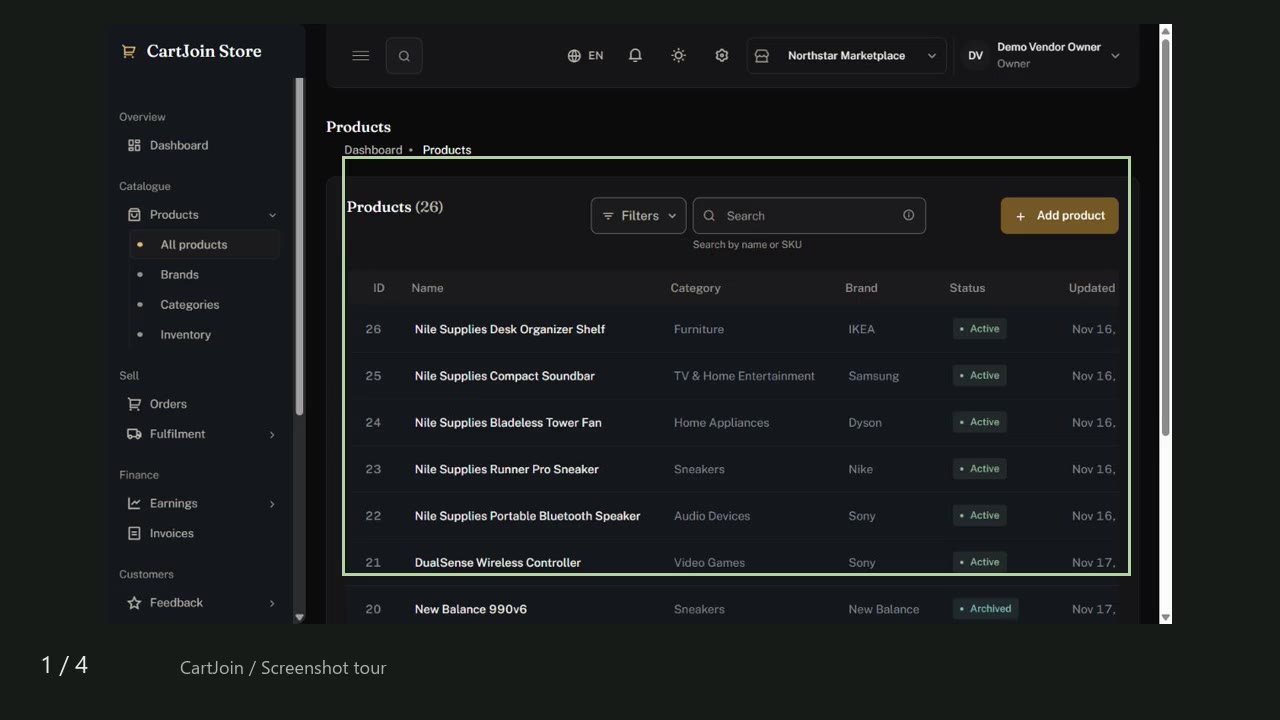 CartJoin Store
EN
Northstar Marketplace
DV
Demo Vendor Owner
Owner
Overview
Dashboard
Catalogue
Products
All products
Brands
Categories
Inventory
Sell
Orders
Fulfilment
Finance
Earnings
Invoices
Customers
Feedback
Products
Dashboard • Products
Products (26)
Filters
Search
Add product
Search by name or SKU
ID Name Category Brand Status Updated
26 Nile Supplies Desk Organizer Shelf Furniture IKEA Active Nov 16,
25 Nile Supplies Compact Soundbar TV & Home Entertainment Samsung Active Nov 16,
24 Nile Supplies Bladeless Tower Fan Home Appliances Dyson Active Nov 16,
23 Nile Supplies Runner Pro Sneaker Sneakers Nike Active Nov 16,
22 Nile Supplies Portable Bluetooth Speaker Audio Devices Sony Active Nov 16,
21 DualSense Wireless Controller Video Games Sony Active Nov 17,
20 New Balance 990v6 Sneakers New Balance Archived Nov 17,
1 / 4
CartJoin / Screenshot tour